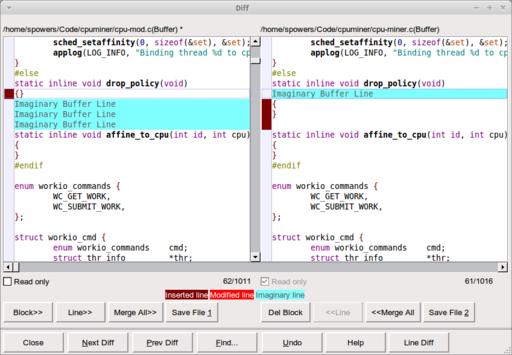 Diff
/home/spowers/Code/cpuminer/cpu-mod.c(Buffer) *
/home/spowers/Code/cpuminer/cpu-miner.c(Buffer)
sched_setaffinity(0, sizeof(&set), &set);
applog(LOG_INFO, "Binding thread %d to cp
}
#else
static inline void drop_policy(void)
{}
Imaginary Buffer Line
Imaginary Buffer Line
Imaginary Buffer Line
static inline void affine_to_cpu(int id, int cpu)
{
}
#endif
enum workio_commands {
WC_GET_WORK,
WC_SUBMIT_WORK,
};
struct workio_cmd {
enum workio_commands cmd;
struct thr_info *thr;
sched_setaffinity(0, sizeof(&set), &set);
applog(LOG_INFO, "Binding thread %d to cp
}
#else
static inline void drop_policy(void)
Imaginary Buffer Line
{
}
static inline void affine_to_cpu(int id, int cpu)
{
}
#endif
enum workio_commands {
WC_GET_WORK,
WC_SUBMIT_WORK,
};
struct workio_cmd {
enum workio_commands cmd;
struct thr_info *thr;
Read only
62/1011
Read only
61/1016
Inserted line Modified line Imaginary line
Block>> Line>> Merge All>> Save File 1 Del Block <<Line <<Merge All Save File 2
Close Next Diff Prev Diff Find... Undo Help Line Diff